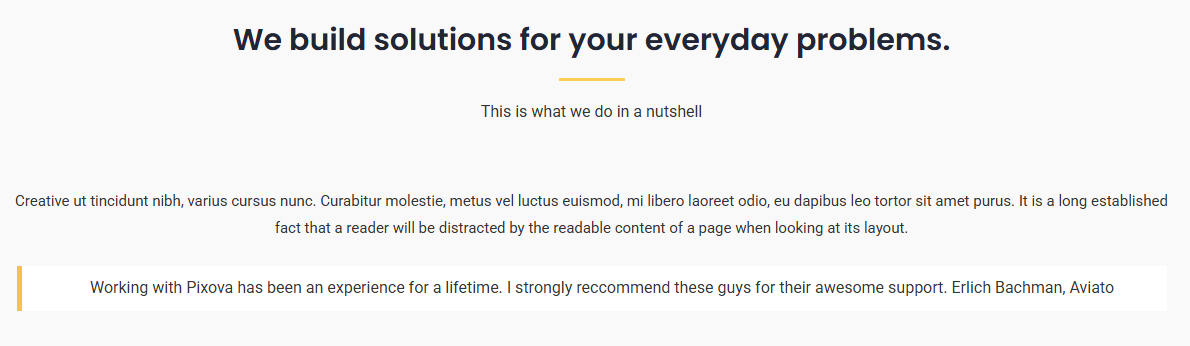 We build solutions for your everyday problems.
This is what we do in a nutshell
Creative ut tincidunt nibh, varius cursus nunc. Curabitur molestie, metus vel luctus euismod, mi libero laoreet odio, eu dapibus leo tortor sit amet purus. It is a long established
fact that a reader will be distracted by the readable content of a page when looking at its layout.
Working with Pixova has been an experience for a lifetime. I strongly reccommend these guys for their awesome support. Erlich Bachman, Aviato